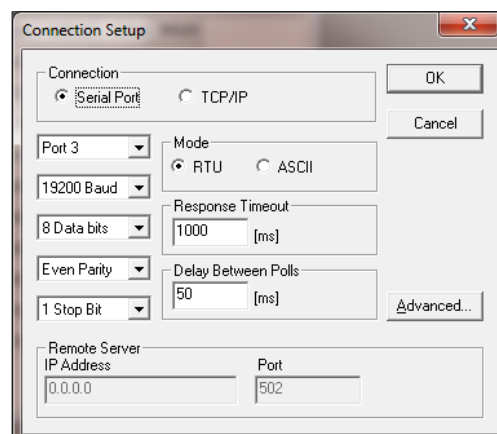 Connection Setup
Connection
Serial Port
TCP/IP
OK
Cancel
Port 3
19200 Baud
8 Data bits
Even Parity
1 Stop Bit
Mode
RTU
ASCII
Response Timeout
1000
[ms]
Delay Between Polls
50
[ms]
Advanced...
Remote Server
IP Address
Port
0.0.0.0
502